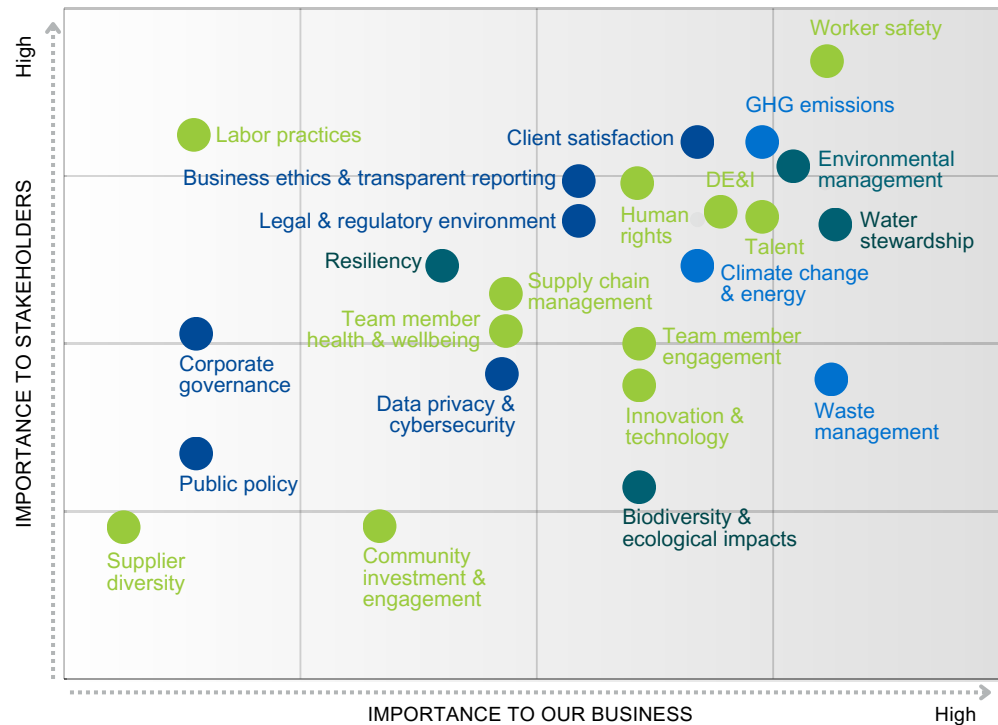 High
IMPORTANCE TO STAKEHOLDERS
Worker safety
GHG emissions
Labor practices
Client satisfaction
Environmental
management
Business ethics & transparent reporting
DE&I
Legal & regulatory environment
Human
rights
Talent
Water
stewardship
Resiliency
Supply chain
management
Climate change
& energy
Team member
health & wellbeing
Team member
engagement
Corporate
governance
Data privacy &
cybersecurity
Innovation &
technology
Waste
management
Public policy
Biodiversity &
ecological impacts
Supplier
diversity
Community
investment &
engagement
IMPORTANCE TO OUR BUSINESS
High